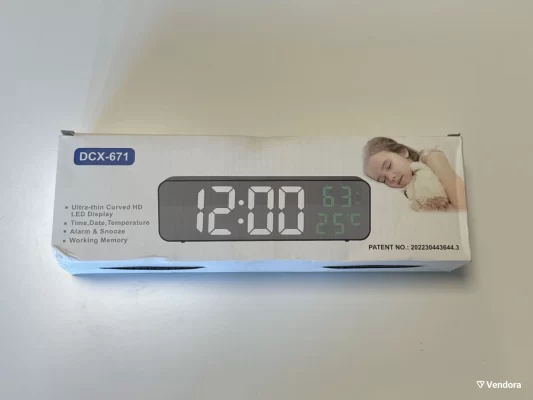 DCX-671
Ultra-thin Curved HD
LED Display
Time,Date,Temperature
Alarm & Snooze
Working Memory
12:00
63
25°C
PATENT NO.: 202230443644.3
Vendora